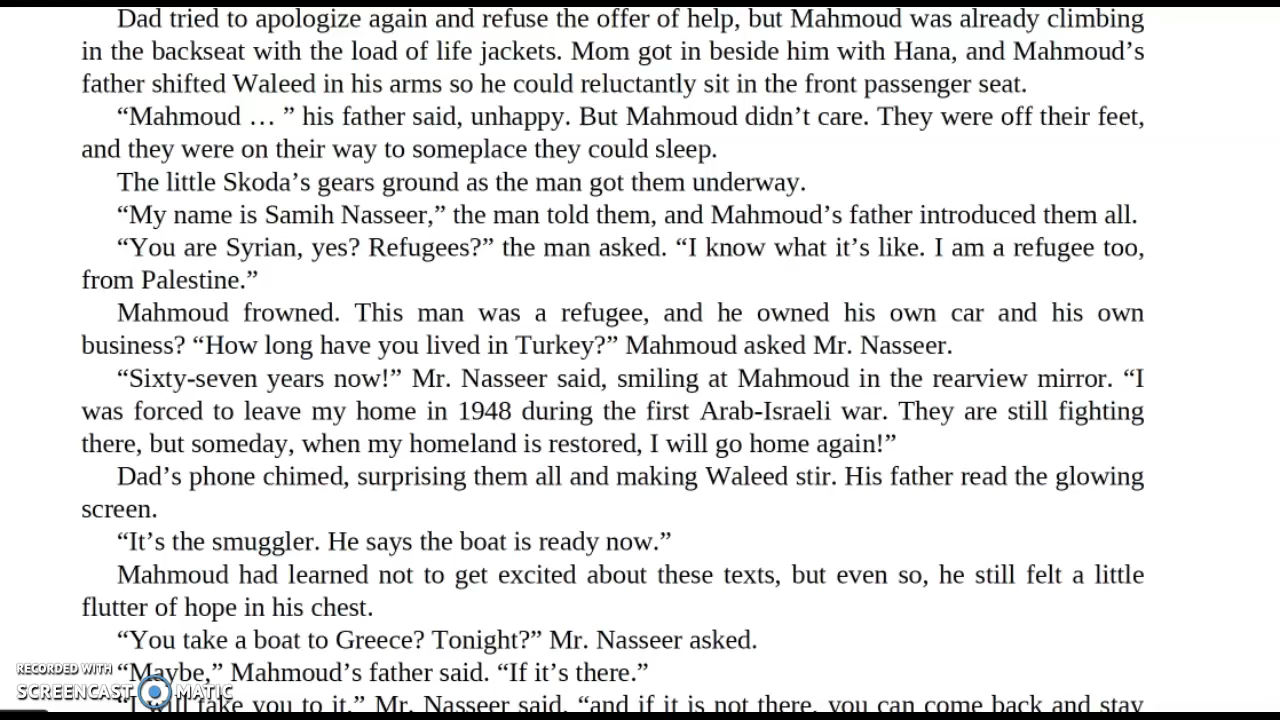 Dad tried to apologize again and refuse the offer of help, but Mahmoud was already climbing
in the backseat with the load of life jackets. Mom got in beside him with Hana, and Mahmoud’s
father shifted Waleed in his arms so he could reluctantly sit in the front passenger seat.
“Mahmoud … ” his father said, unhappy. But Mahmoud didn’t care. They were off their feet,
and they were on their way to someplace they could sleep.
The little Skoda’s gears ground as the man got them underway.
“My name is Samih Nasseer,” the man told them, and Mahmoud’s father introduced them all.
“You are Syrian, yes? Refugees?” the man asked. “I know what it’s like. I am a refugee too,
from Palestine.”
Mahmoud frowned. This man was a refugee, and he owned his own car and his own
business? “How long have you lived in Turkey?” Mahmoud asked Mr. Nasseer.
“Sixty-seven years now!” Mr. Nasseer said, smiling at Mahmoud in the rearview mirror. “I
was forced to leave my home in 1948 during the first Arab-Israeli war. They are still fighting
there, but someday, when my homeland is restored, I will go home again!”
Dad’s phone chimed, surprising them all and making Waleed stir. His father read the glowing
screen.
“It’s the smuggler. He says the boat is ready now.”
Mahmoud had learned not to get excited about these texts, but even so, he still felt a little
flutter of hope in his chest.
“You take a boat to Greece? Tonight?” Mr. Nasseer asked.
“Maybe,” Mahmoud’s father said. “If it’s there.”
“I will take you to it,” Mr. Nasseer said, “and if it is not there, you can come back and stay
RECORDED WITH
SCREENCAST MATIC